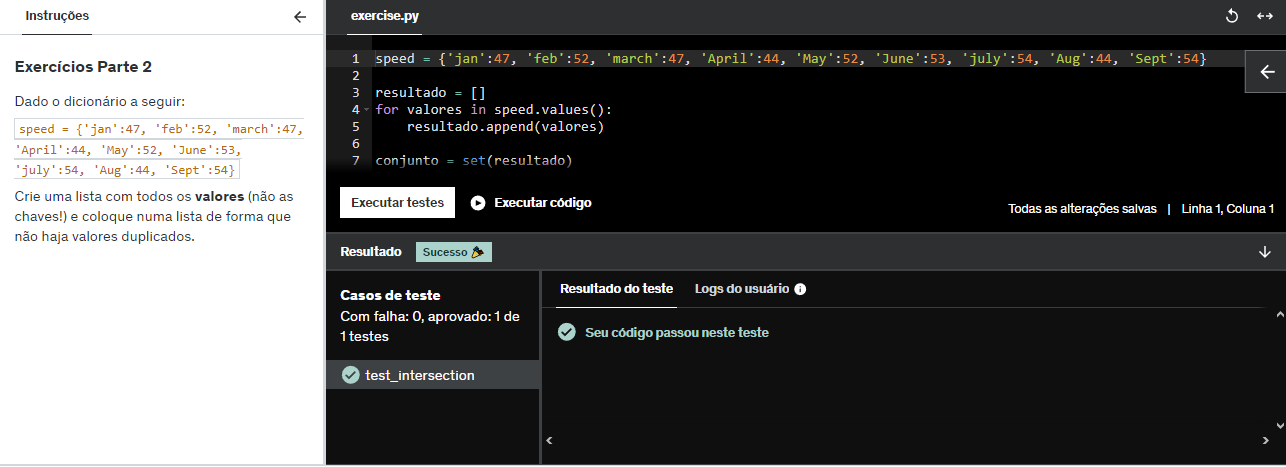 Instruções
Exercícios Parte 2
Dado o dicionário a seguir:
speed = {'jan':47, 'feb':52, 'march':47,
'April':44, 'May':52, 'June':53,
'july':54, 'Aug':44, 'Sept':54}
Crie uma lista com todos os valores (não as
chaves!) e coloque numa lista de forma que
não haja valores duplicados.
exercise.py
1 speed = {'jan':47, 'feb':52, 'march':47, 'April':44, 'May':52, 'June':53, 'july':54, 'Aug':44, 'Sept':54}
2
3 resultado = []
4 for valores in speed.values():
5     resultado.append(valores)
6
7 conjunto = set(resultado)
Executar testes
Executar código
Todas as alterações salvas | Linha 1, Coluna 1
Resultado
Sucesso
Casos de teste
Com falha: 0, aprovado: 1 de
1 testes
test_intersection
Resultado do teste
Logs do usuário
Seu código passou neste teste